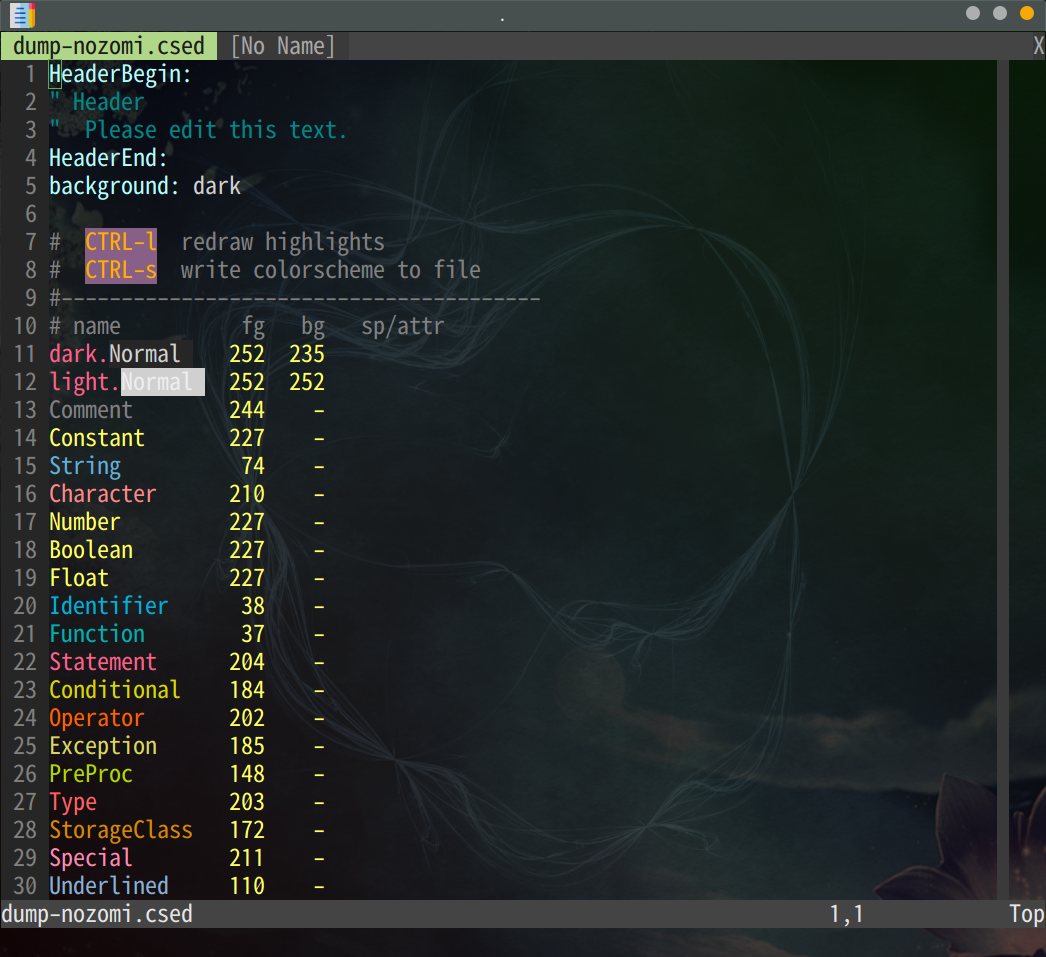 .
dump-nozomi.csed [No Name] X
1 HeaderBegin:
2 " Header
3 "  Please edit this text.
4 HeaderEnd:
5 background: dark
6
7 #  CTRL-l  redraw highlights
8 #  CTRL-s  write colorscheme to file
9 #----------------------------------------
10 # name          fg   bg   sp/attr
11 dark.Normal    252  235
12 light.Normal   252  252
13 Comment        244    -
14 Constant       227    -
15 String          74    -
16 Character      210    -
17 Number         227    -
18 Boolean        227    -
19 Float          227    -
20 Identifier      38    -
21 Function        37    -
22 Statement      204    -
23 Conditional    184    -
24 Operator       202    -
25 Exception      185    -
26 PreProc        148    -
27 Type           203    -
28 StorageClass   172    -
29 Special        211    -
30 Underlined     110    -
dump-nozomi.csed 1,1 Top